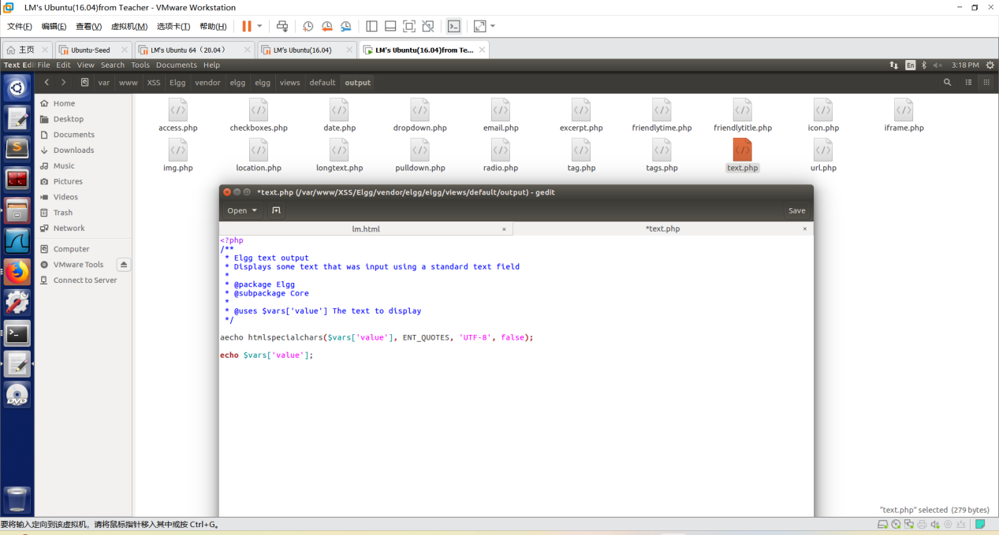 LM's Ubuntu(16.04)from Teacher - VMware Workstation
文件(F) 编辑(E) 查看(V) 虚拟机(M) 选项卡(T) 帮助(H)
主页 Ubuntu-Seed LM's Ubuntu 64（20.04） LM's Ubuntu(16.04) LM's Ubuntu(16.04)from Te...
Text Edi File Edit View Search Tools Documents Help En 3:18 PM
var www XSS Elgg vendor elgg elgg views default output
Home
Desktop
Documents
Downloads
Music
Pictures
Videos
Trash
Network
Computer
VMware Tools
Connect to Server
access.php checkboxes.php date.php dropdown.php email.php excerpt.php friendlytime.php friendlytitle.php icon.php iframe.php
img.php location.php longtext.php pulldown.php radio.php tag.php tags.php text.php url.php
*text.php (/var/www/XSS/Elgg/vendor/elgg/elgg/views/default/output) - gedit
Open Save
lm.html × *text.php ×
<?php
/**
 * Elgg text output
 * Displays some text that was input using a standard text field
 *
 * @package Elgg
 * @subpackage Core
 *
 * @uses $vars['value'] The text to display
 */
aecho htmlspecialchars($vars['value'], ENT_QUOTES, 'UTF-8', false);
echo $vars['value'];
DVD
"text.php" selected (279 bytes)
要将输入定向到该虚拟机，请将鼠标指针移入其中或按 Ctrl+G。